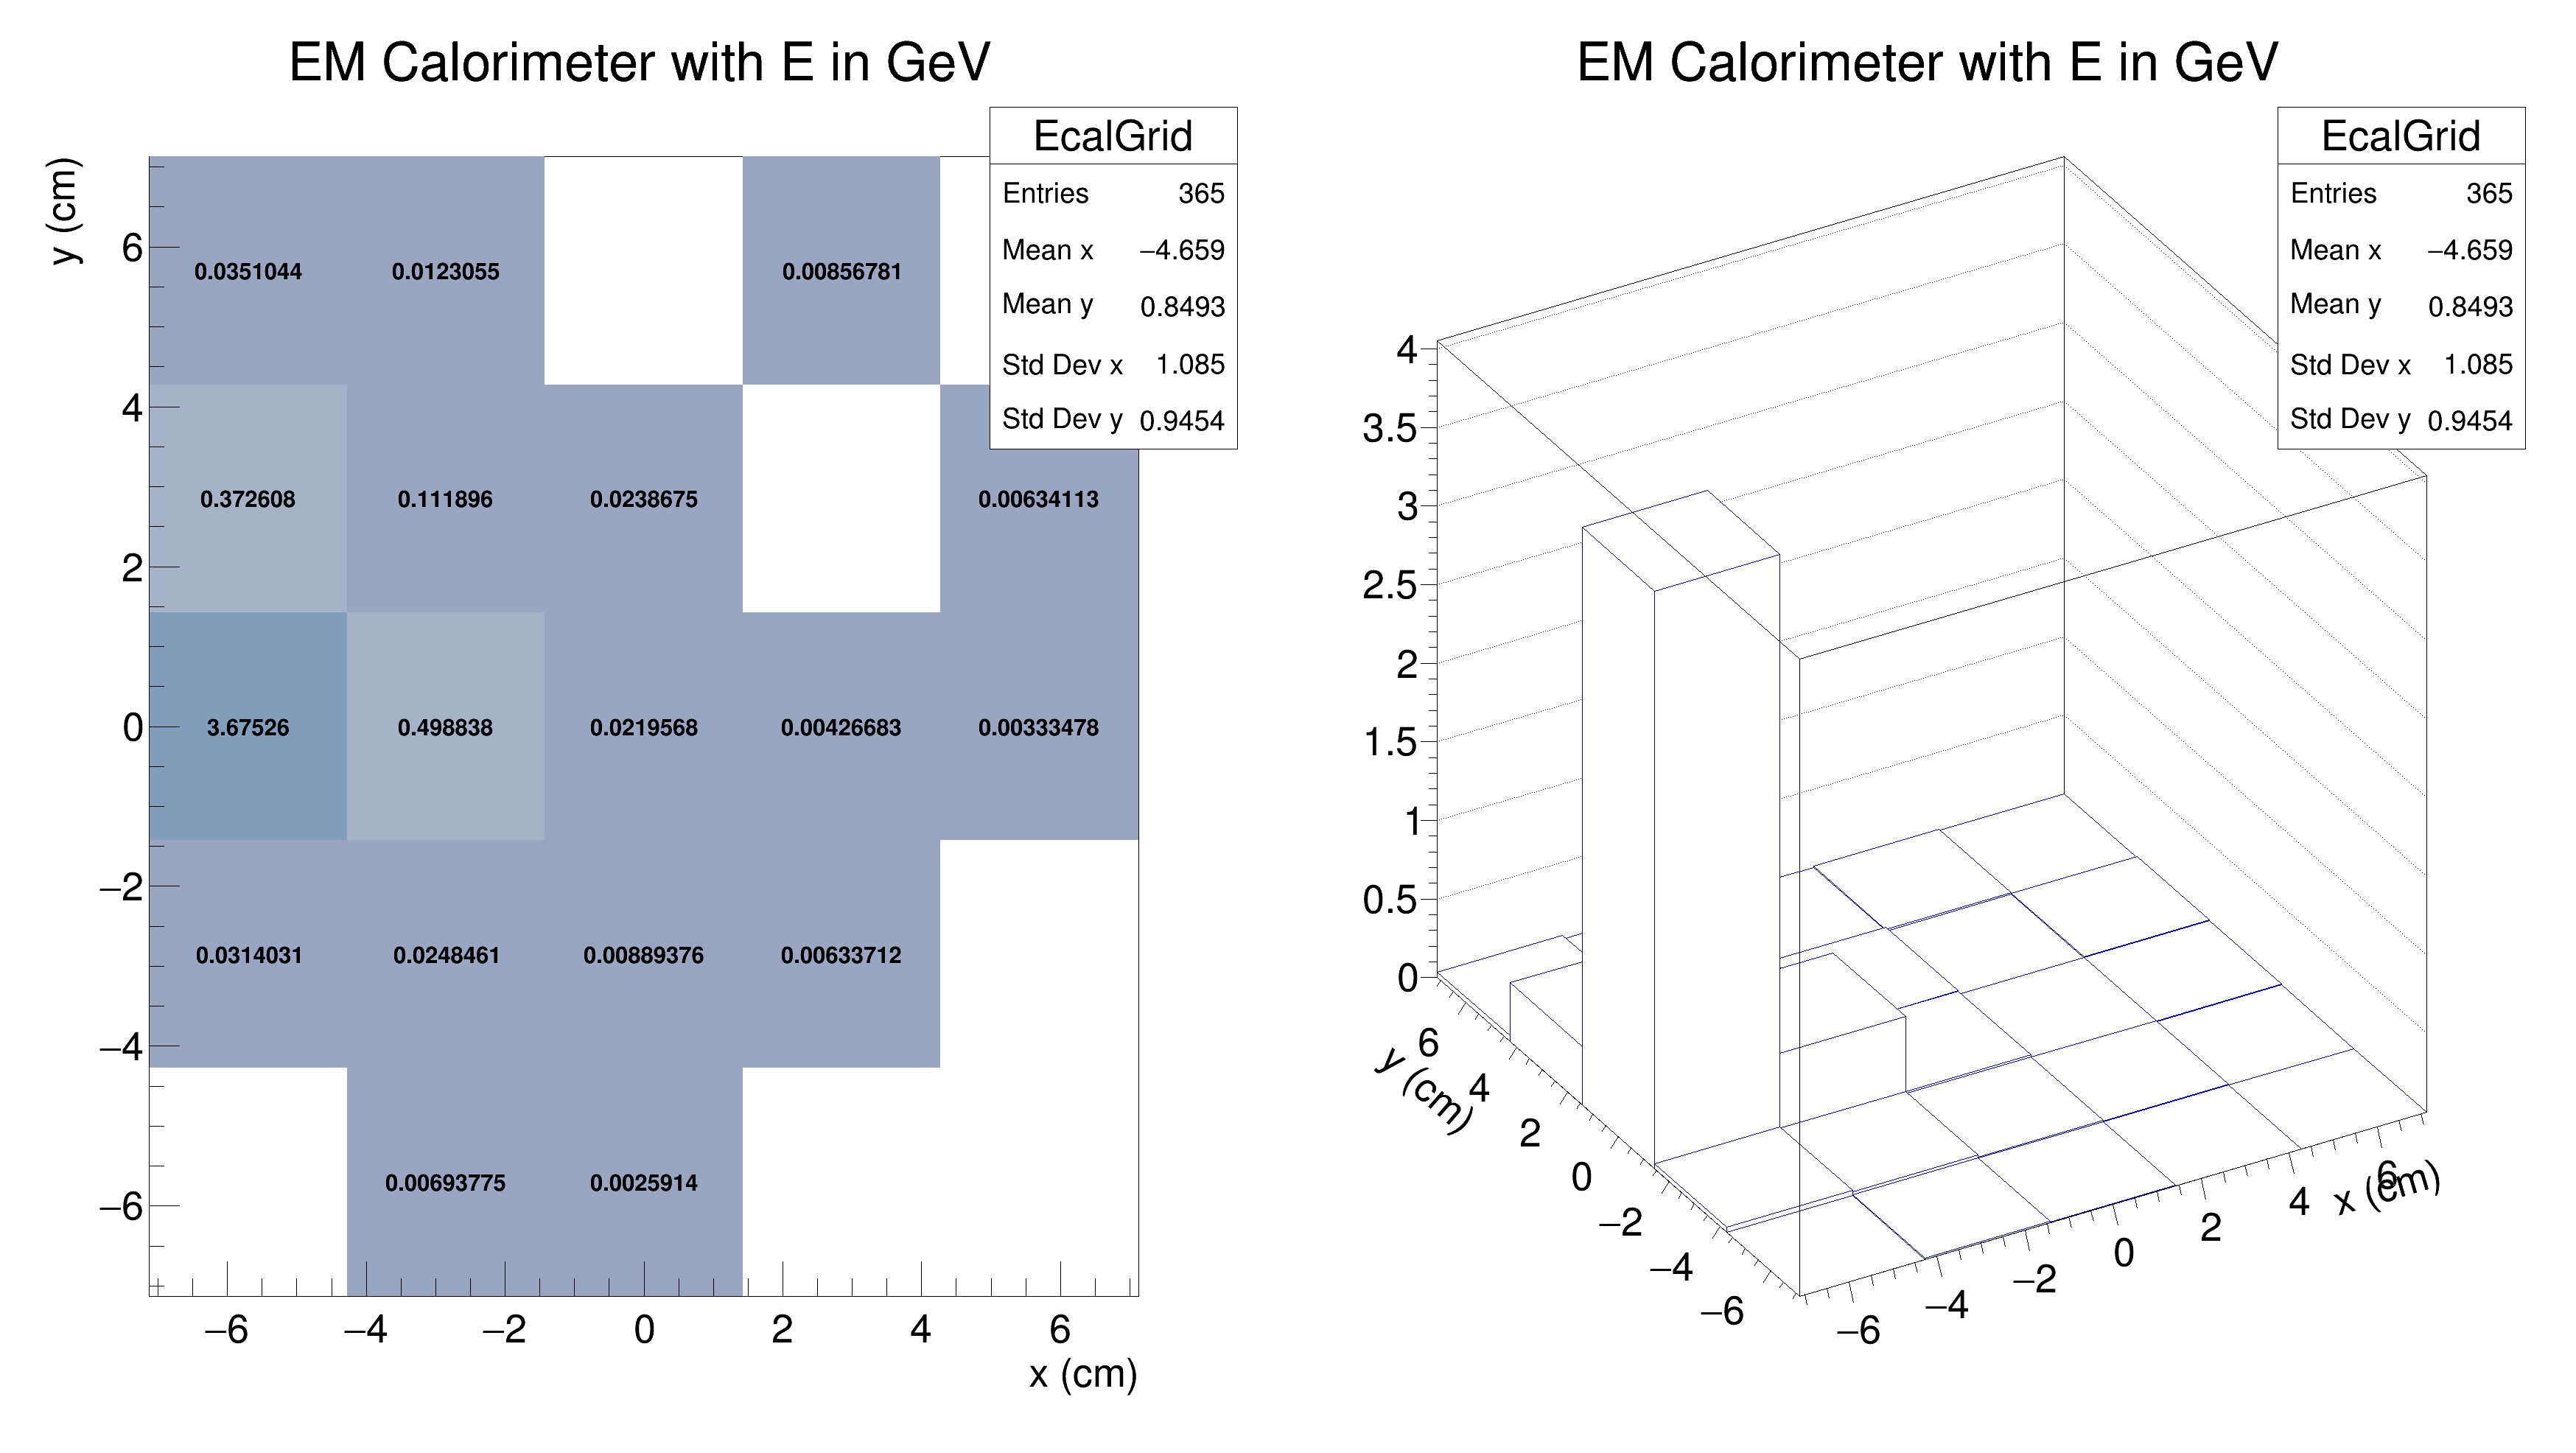 EM Calorimeter with E in GeV
EcalGrid
Entries 365
Mean x −4.659
Mean y 0.8493
Std Dev x 1.085
Std Dev y 0.9454
y (cm)
6
4
2
0
−2
−4
−6
0.0351044 0.0123055 0.00856781
0.372608 0.111896 0.0238675 0.00634113
3.67526 0.498838 0.0219568 0.00426683 0.00333478
0.0314031 0.0248461 0.00889376 0.00633712
0.00693775 0.0025914
−6 −4 −2 0 2 4 6
x (cm)
EM Calorimeter with E in GeV
EcalGrid
Entries 365
Mean x −4.659
Mean y 0.8493
Std Dev x 1.085
Std Dev y 0.9454
4
3.5
3
2.5
2
1.5
1
0.5
0
y (cm)
6
4
2
0
−2
−4
−6
−6 −4 −2 0 2 4 6
x (cm)